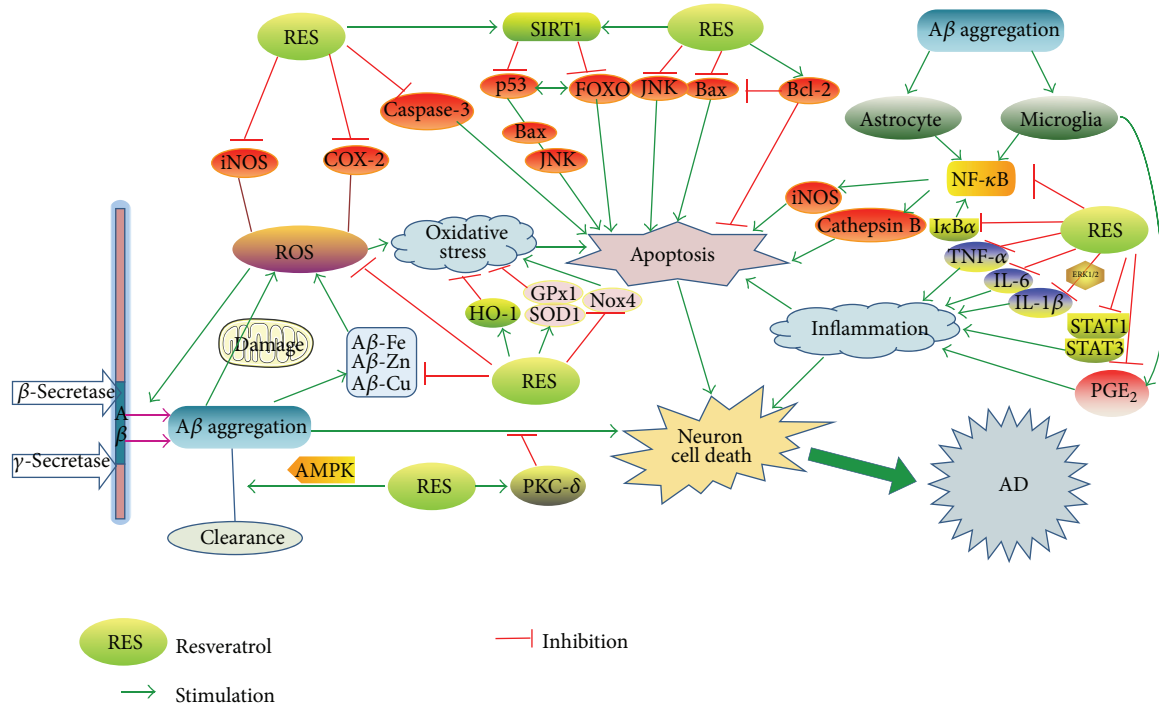 RES
SIRT1
RES
Aβ aggregation
p53
FOXO
JNK
Bax
Bcl-2
Caspase-3
Astrocyte
Microglia
Bax
JNK
iNOS
COX-2
NF-κB
iNOS
Cathepsin B
IκBα
RES
ROS
Oxidative
stress
Apoptosis
TNF-α
IL-6
IL-1β
ERK1/2
GPx1
SOD1
Nox4
HO-1
Inflammation
STAT1
STAT3
Damage
Aβ-Fe
Aβ-Zn
Aβ-Cu
RES
PGE2
β-Secretase
A
β
Aβ aggregation
γ-Secretase
Neuron
cell death
AMPK
RES
PKC-δ
AD
Clearance
RES
Resveratrol
Inhibition
Stimulation